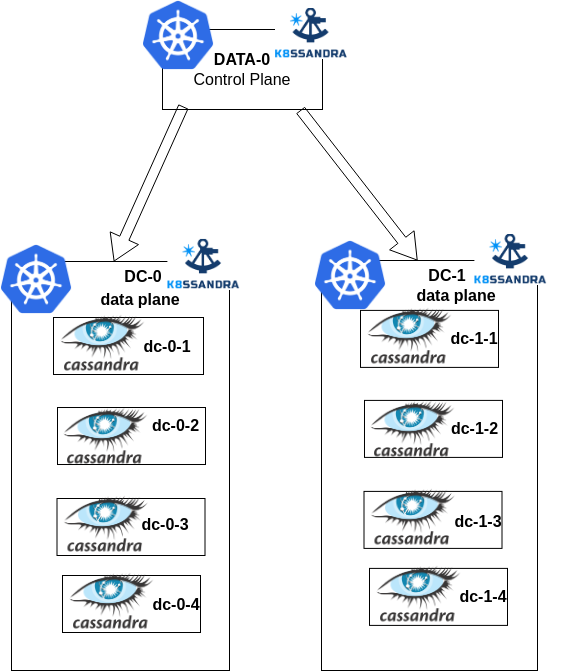 K8SSANDRA
DATA-0
Control Plane
K8SSANDRA
DC-0
data plane
cassandra
dc-0-1
cassandra
dc-0-2
cassandra
dc-0-3
cassandra
dc-0-4
K8SSANDRA
DC-1
data plane
cassandra
dc-1-1
cassandra
dc-1-2
cassandra
dc-1-3
cassandra
dc-1-4